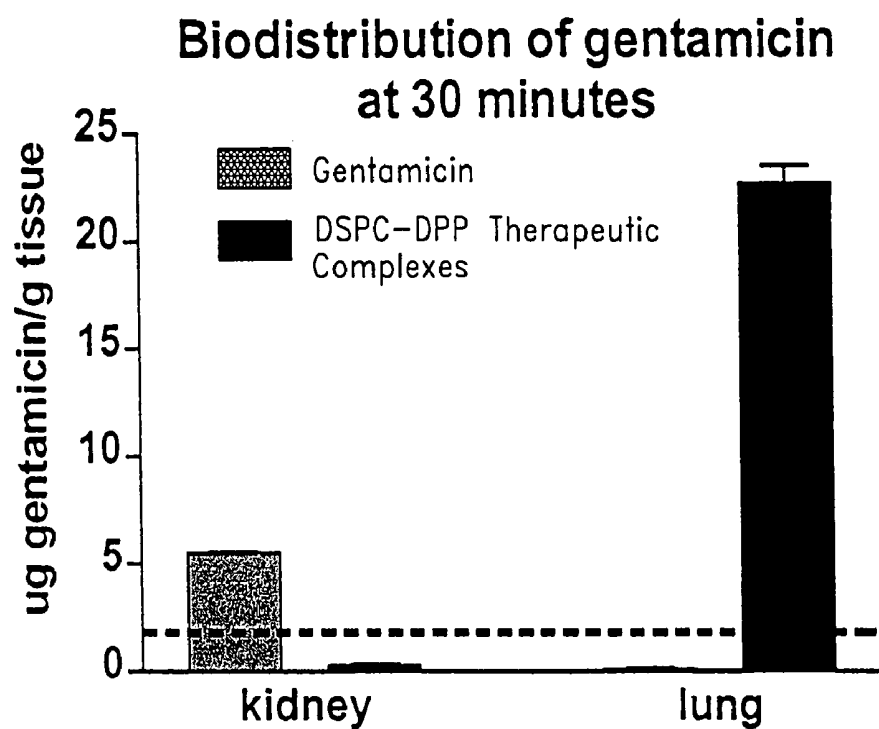 Biodistribution of gentamicin
at 30 minutes
ug gentamicin/g tissue
25
20
15
10
5
0
Gentamicin
DSPC-DPP Therapeutic
Complexes
kidney
lung